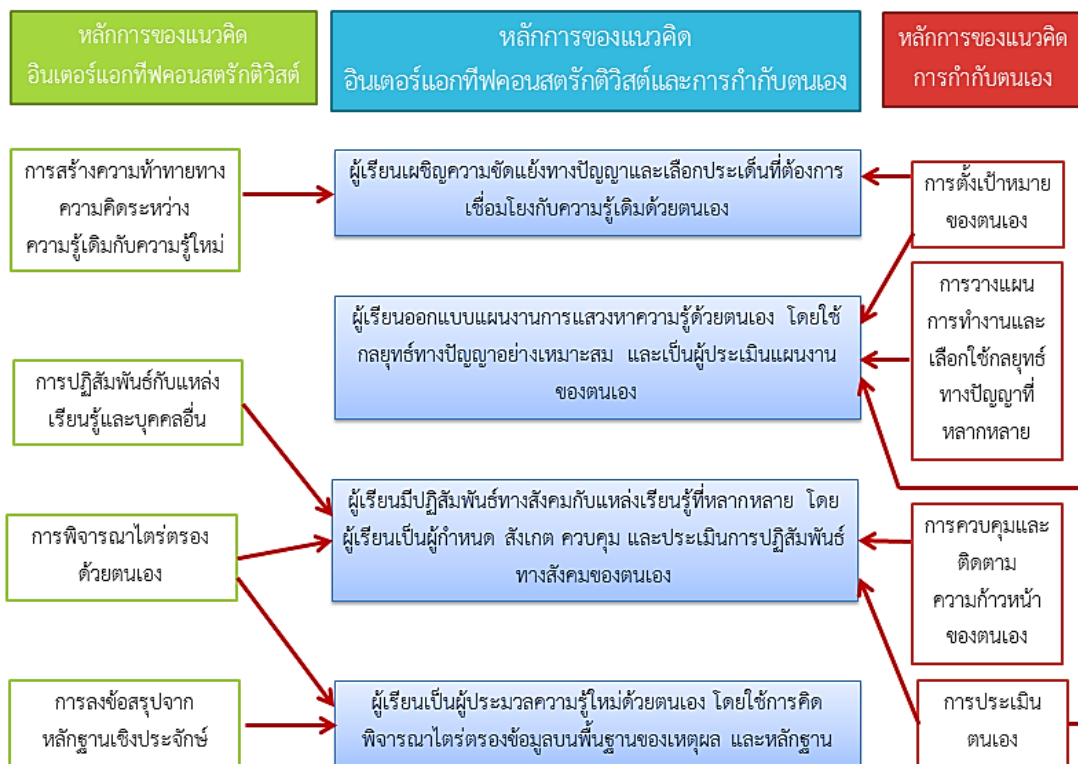 หลักการของแนวคิด
อินเตอร์แอกทีฟคอนสตรักติวิสต์
หลักการของแนวคิด
อินเตอร์แอกทีฟคอนสตรักติวิสต์และการกำกับตนเอง
หลักการของแนวคิด
การกำกับตนเอง
การสร้างความท้าทายทาง
ความคิดระหว่าง
ความรู้เดิมกับความรู้ใหม่
ผู้เรียนเผชิญความขัดแย้งทางปัญญาและเลือกประเด็นที่ต้องการ
เชื่อมโยงกับความรู้เดิมด้วยตนเอง
การตั้งเป้าหมาย
ของตนเอง
ผู้เรียนออกแบบแผนงานการแสวงหาความรู้ด้วยตนเอง โดยใช้
กลยุทธ์ทางปัญญาอย่างเหมาะสม และเป็นผู้ประเมินแผนงาน
ของตนเอง
การวางแผน
การทำงานและ
เลือกใช้กลยุทธ์
ทางปัญญาที่
หลากหลาย
การปฏิสัมพันธ์กับแหล่ง
เรียนรู้และบุคคลอื่น
ผู้เรียนมีปฏิสัมพันธ์ทางสังคมกับแหล่งเรียนรู้ที่หลากหลาย โดย
ผู้เรียนเป็นผู้กำหนด สังเกต ควบคุม และประเมินการปฏิสัมพันธ์
ทางสังคมของตนเอง
การพิจารณาไตร่ตรอง
ด้วยตนเอง
การควบคุมและ
ติดตาม
ความก้าวหน้า
ของตนเอง
การลงข้อสรุปจาก
หลักฐานเชิงประจักษ์
ผู้เรียนเป็นผู้ประมวลความรู้ใหม่ด้วยตนเอง โดยใช้การคิด
พิจารณาไตร่ตรองข้อมูลบนพื้นฐานของเหตุผล และหลักฐาน
การประเมิน
ตนเอง